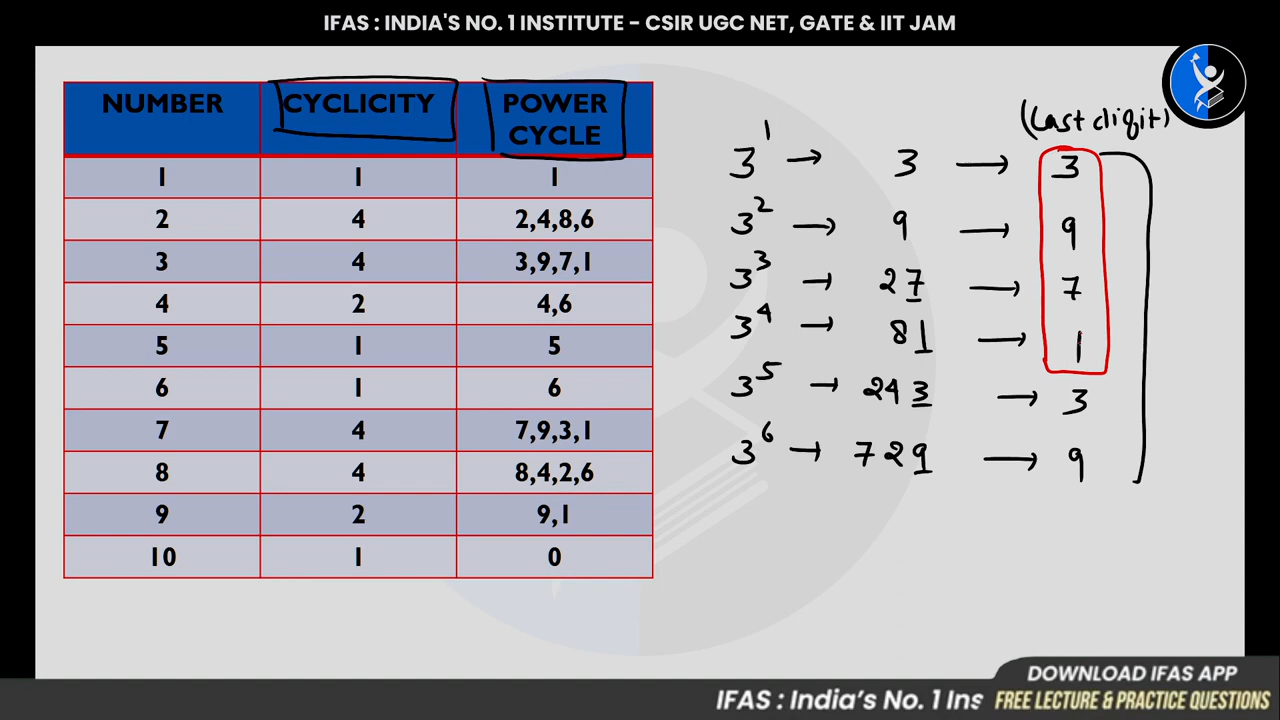 IFAS : INDIA'S NO. 1 INSTITUTE – CSIR UGC NET, GATE & IIT JAM
NUMBER CYCLICITY POWER CYCLE
1 1 1
2 4 2,4,8,6
3 4 3,9,7,1
4 2 4,6
5 1 5
6 1 6
7 4 7,9,3,1
8 4 8,4,2,6
9 2 9,1
10 1 0
(Last digit)
3¹ → 3 → 3
3² → 9 → 9
3³ → 27 → 7
3⁴ → 81 → 1
3⁵ → 243 → 3
3⁶ → 729 → 9
DOWNLOAD IFAS APP
IFAS : India's No. 1 Ins
FREE LECTURE & PRACTICE QUESTIONS